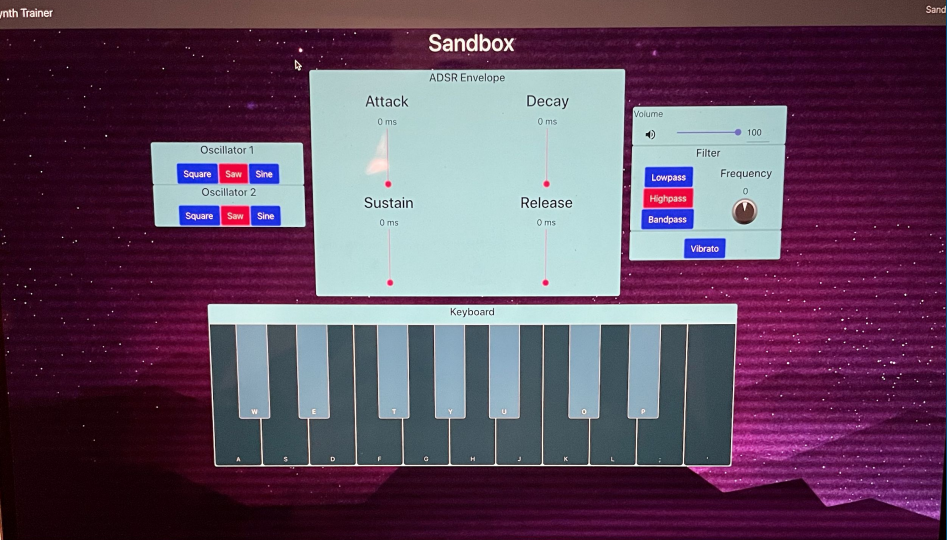 ynth Trainer
Sand
Sandbox
ADSR Envelope
Attack
0 ms
Decay
0 ms
Sustain
0 ms
Release
0 ms
Oscillator 1
Square Saw Sine
Oscillator 2
Square Saw Sine
Volume
100
Filter
Lowpass
Highpass
Bandpass
Frequency
0
Vibrato
Keyboard
W E T Y U O P
A S D F G H J K L ; '